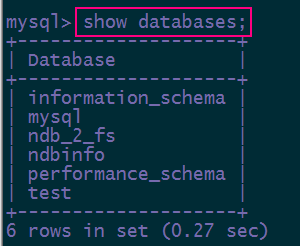 mysql> show databases;
+--------------------+
| Database           |
+--------------------+
| information_schema |
| mysql              |
| ndb_2_fs           |
| ndbinfo            |
| performance_schema |
| test               |
+--------------------+
6 rows in set (0.27 sec)